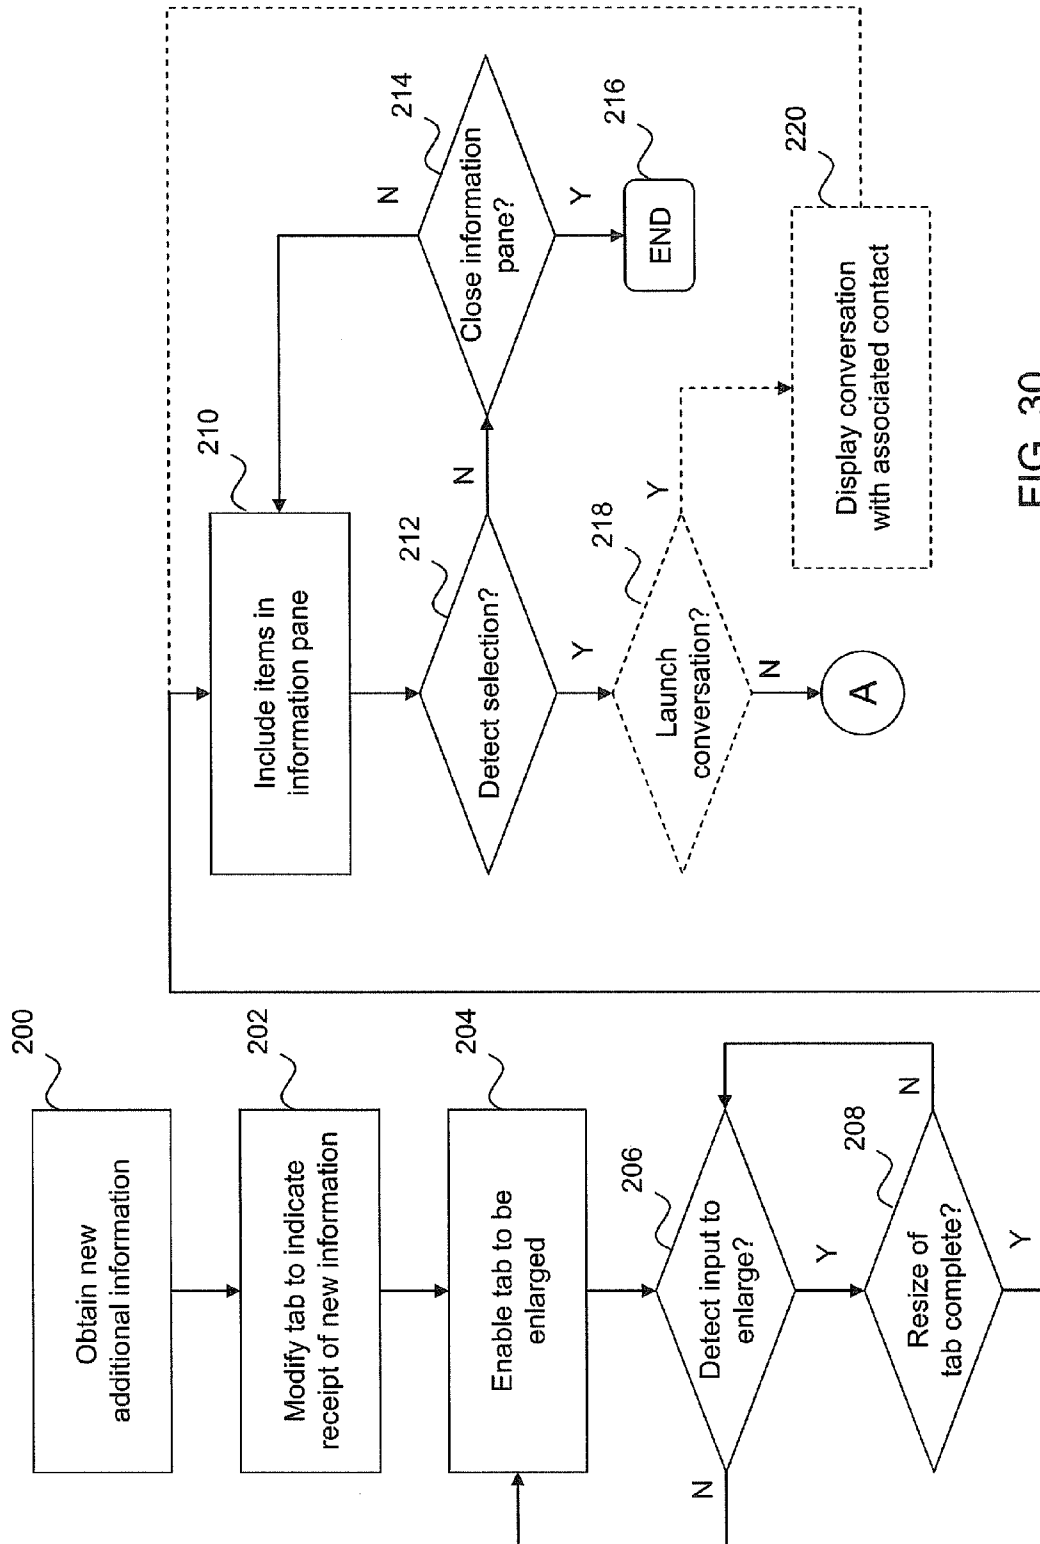 200
Obtain new
additional information
202
Modify tab to indicate
receipt of new information
204
Enable tab to be
enlarged
206
Detect input to
enlarge?
N
Y
208
Resize of
tab complete?
N
Y
210
Include items in
information pane
212
Detect selection?
N
Y
214
Close information
pane?
N
Y
216
END
218
Launch
conversation?
Y
N
A
220
Display conversation
with associated contact
FIG. 30